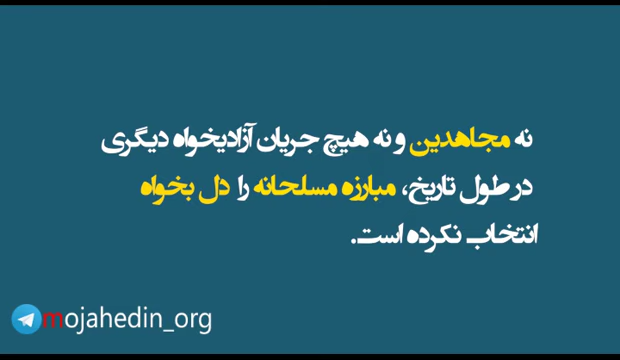 نه مجاهدین و نه هیچ جریان آزادیخواه دیگری
در طول تاریخ، مبارزه مسلحانه را دل بخواه
انتخاب نکرده است.
mojahedin_org